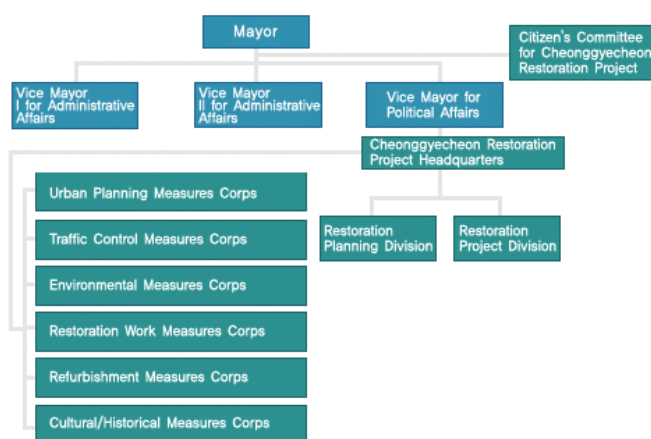 Mayor
Citizen's Committee
for Cheonggyecheon
Restoration Project
Vice Mayor
I for Administrative
Affairs
Vice Mayor
II for Administrative
Affairs
Vice Mayor for
Political Affairs
Cheonggyecheon Restoration
Project Headquarters
Urban Planning Measures Corps
Traffic Control Measures Corps
Environmental Measures Corps
Restoration Work Measures Corps
Refurbishment Measures Corps
Cultural/Historical Measures Corps
Restoration
Planning Division
Restoration
Project Division